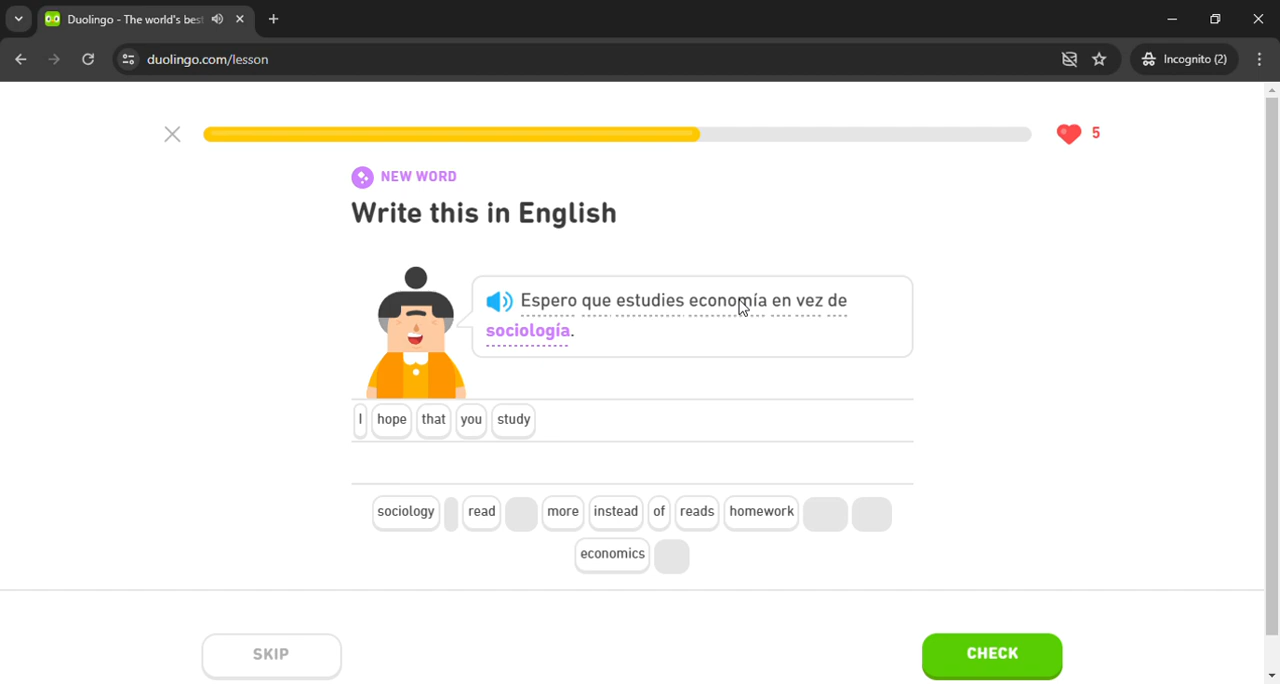 Duolingo - The world's bes
duolingo.com/lesson
Incognito (2)
5
NEW WORD
Write this in English
Espero que estudies economía en vez de
sociología.
I hope that you study
sociology read more instead of reads homework
economics
SKIP
CHECK